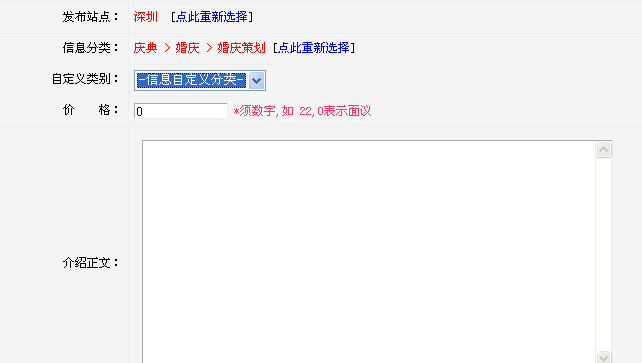 发布站点： 深圳 [点此重新选择]
信息分类： 庆典 > 婚庆 > 婚庆策划 [点此重新选择]
自定义类别： -信息自定义分类-
价 格： 0 *须数字,如 22,0表示面议
介绍正文：